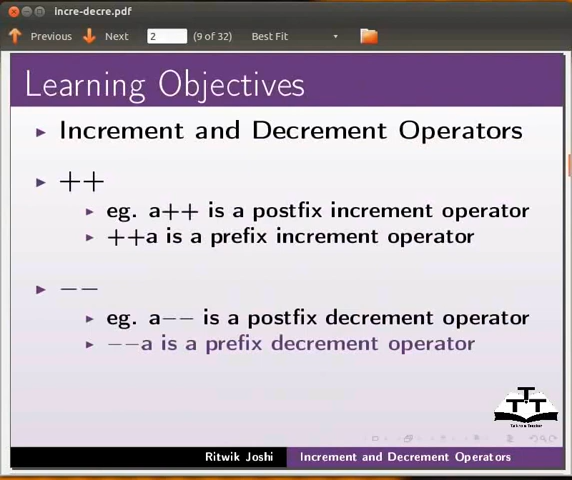 incre-decre.pdf
Previous Next 2 (9 of 32) Best Fit
Learning Objectives
Increment and Decrement Operators
++
eg. a++ is a postfix increment operator
++a is a prefix increment operator
−−
eg. a−− is a postfix decrement operator
−−a is a prefix decrement operator
Ritwik Joshi Increment and Decrement Operators